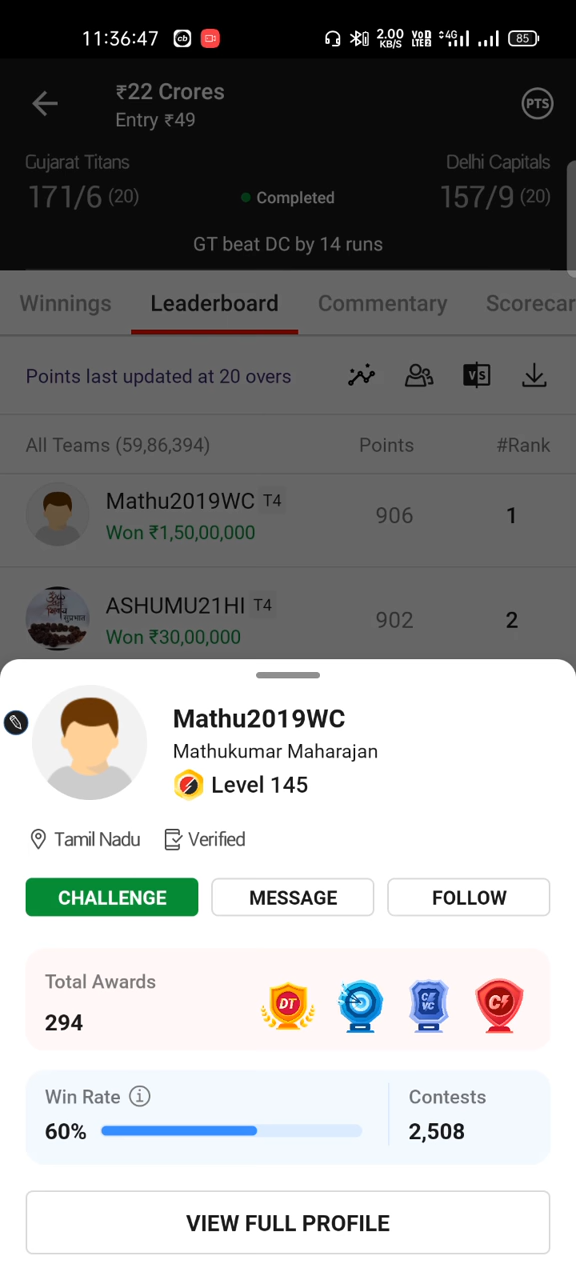 11:36:47
2.00 KB/S
VoD LTE2
4G
85
₹22 Crores
PTS
Entry ₹49
Gujarat Titans
Delhi Capitals
171/6 (20)
Completed
157/9 (20)
GT beat DC by 14 runs
Winnings
Leaderboard
Commentary
Scorecar
Points last updated at 20 overs
VS
All Teams (59,86,394)
Points
#Rank
Mathu2019WC T4
906
1
Won ₹1,50,00,000
ASHUMU21HI T4
902
2
Won ₹30,00,000
Mathu2019WC
Mathukumar Maharajan
Level 145
Tamil Nadu
Verified
CHALLENGE
MESSAGE
FOLLOW
Total Awards
DT
C VC
C
294
Win Rate
Contests
60%
2,508
VIEW FULL PROFILE